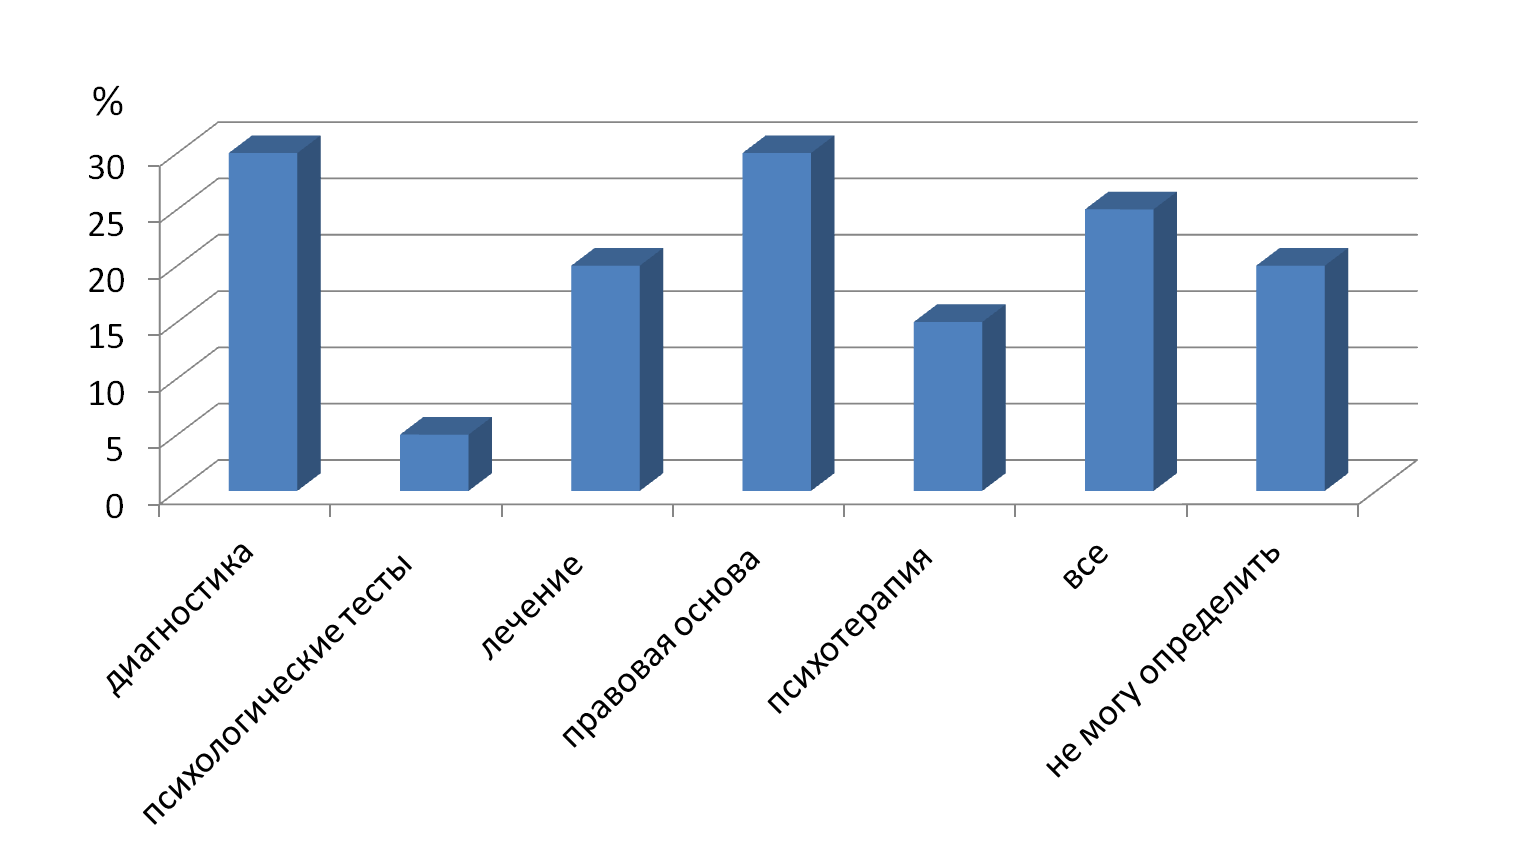 %
30
25
20
15
10
5
0
диагностика
психологические тесты
лечение
правовая основа
психотерапия
все
не могу определить